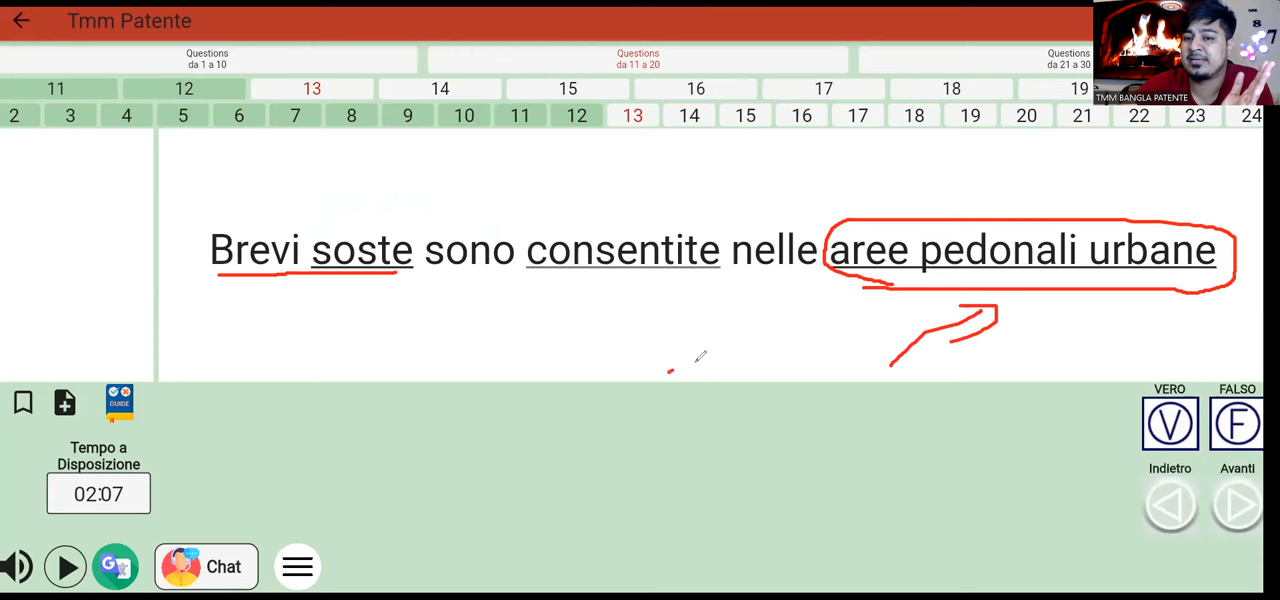 Tmm Patente
Questions
da 1 a 10
Questions
da 11 a 20
Questions
da 21 a 30
11 12 13 14 15 16 17 18 19
2 3 4 5 6 7 8 9 10 11 12 13 14 15 16 17 18 19 20 21 22 23 24
TMM BANGLA PATENTE
Brevi soste sono consentite nelle aree pedonali urbane
GUIDE
VERO FALSO
V F
Tempo a
Disposizione
02:07
Indietro Avanti
Chat